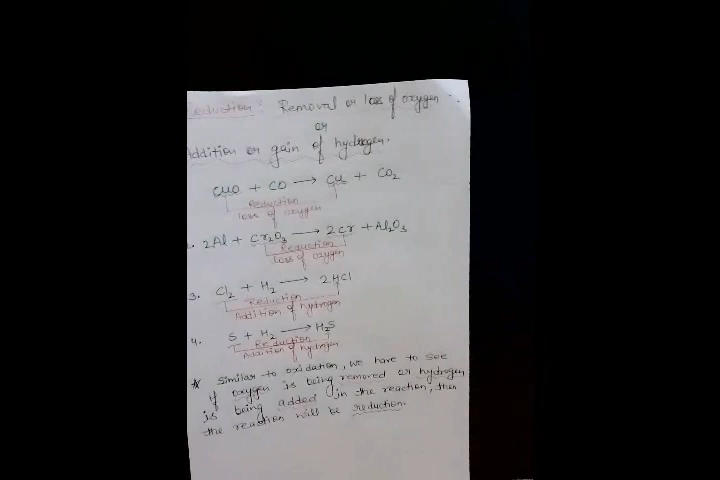 Reduction: Removal or loss of oxygen
or
Addition or gain of hydrogen.
CuO + CO → Cu + CO₂
Reduction
loss of oxygen
2. 2Al + Cr₂O₃ → 2Cr + Al₂O₃
Reduction
Loss of oxygen
3. Cl₂ + H₂ → 2HCl
Reduction
Addition of hydrogen
4. S + H₂ → H₂S
Reduction
Addition of hydrogen
* Similar to oxidation, we have to see
if oxygen is being removed or hydrogen
is being added in the reaction, then
the reaction will be reduction.